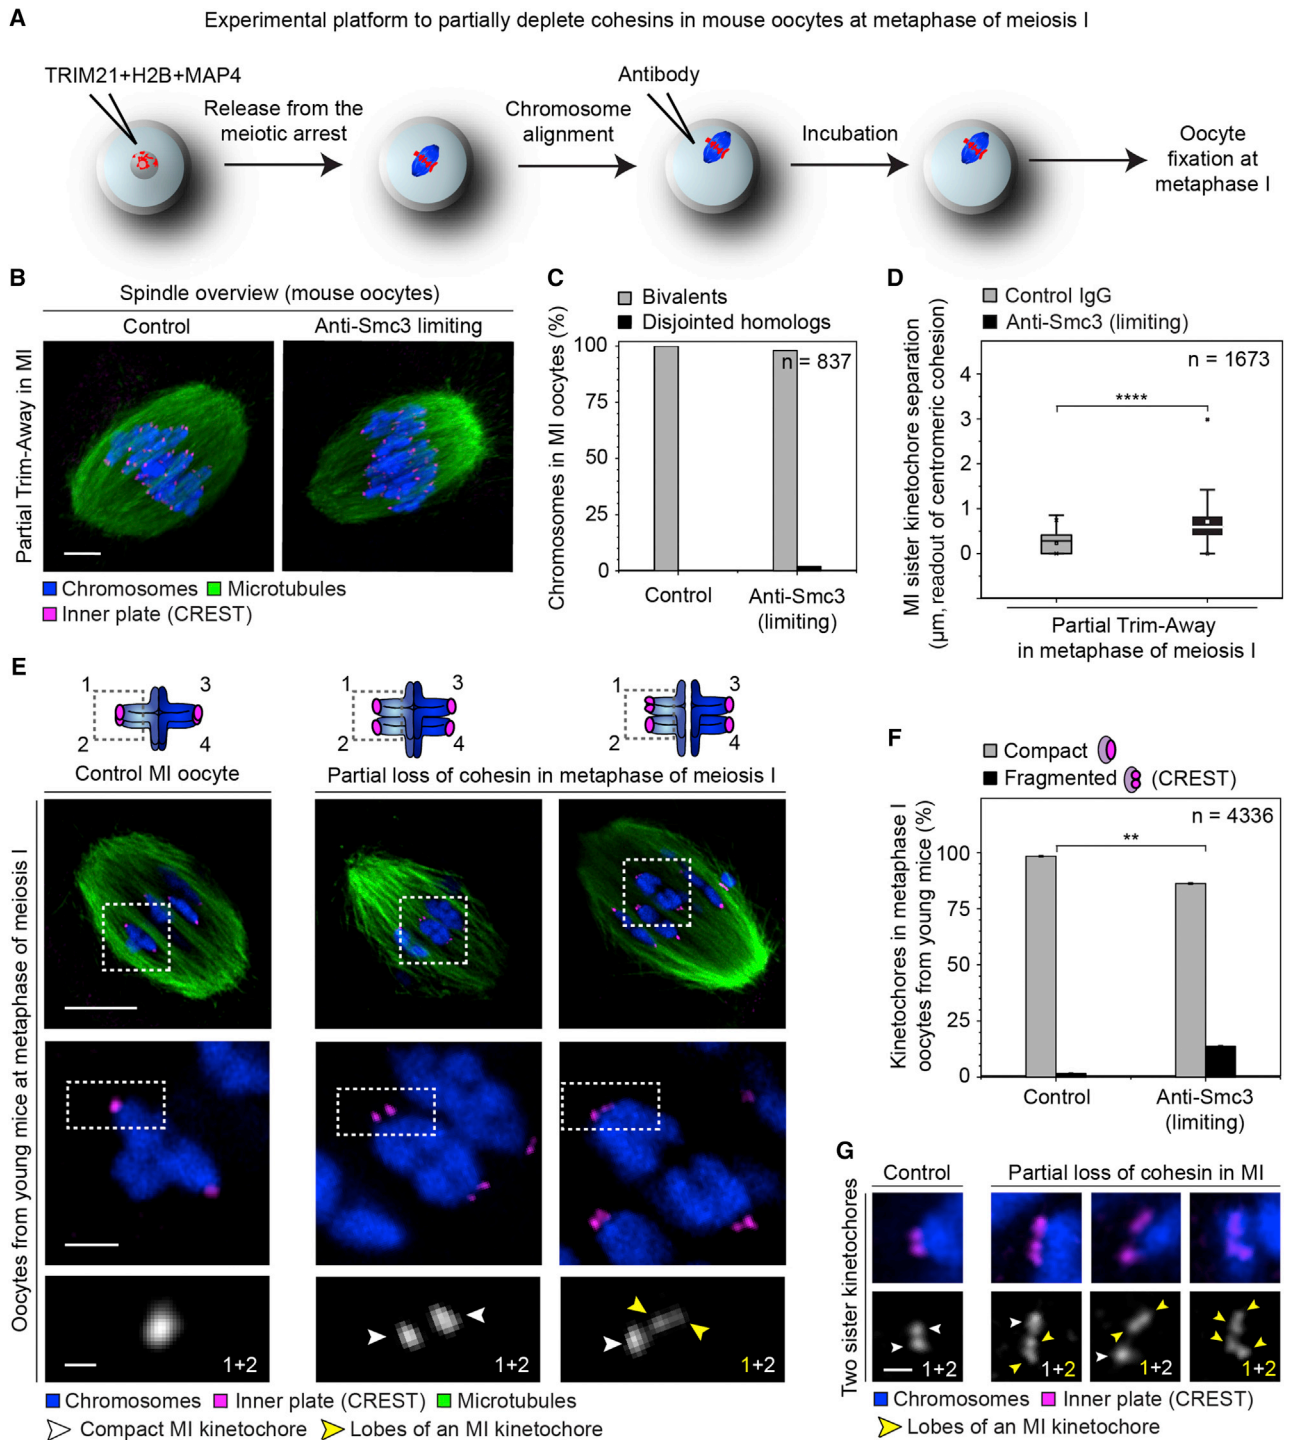 A
Experimental platform to partially deplete cohesins in mouse oocytes at metaphase of meiosis I
TRIM21+H2B+MAP4
Release from the
meiotic arrest
Chromosome
alignment
Antibody
Incubation
Oocyte
fixation at
metaphase I
B
Spindle overview (mouse oocytes)
Control
Anti-Smc3 limiting
Partial Trim-Away in MI
Chromosomes
Microtubules
Inner plate (CREST)
C
Bivalents
Disjointed homologs
Chromosomes in MI oocytes (%)
100
75
50
25
0
n = 837
Control
Anti-Smc3
(limiting)
D
Control IgG
Anti-Smc3 (limiting)
MI sister kinetochore separation
(µm, readout of centromeric cohesion)
4
3
2
1
0
n = 1673
****
Partial Trim-Away
in metaphase of meiosis I
E
1
3
2
4
1
3
2
4
1
3
2
4
Control MI oocyte
Partial loss of cohesin in metaphase of meiosis I
Oocytes from young mice at metaphase of meiosis I
1+2
1+2
1+2
Chromosomes
Inner plate (CREST)
Microtubules
Compact MI kinetochore
Lobes of an MI kinetochore
F
Compact
Fragmented
(CREST)
Kinetochores in metaphase I
oocytes from young mice (%)
100
75
50
25
0
n = 4336
**
Control
Anti-Smc3
(limiting)
G
Control
Partial loss of cohesin in MI
Two sister kinetochores
1+2
1+2
1+2
1+2
Chromosomes
Inner plate (CREST)
Lobes of an MI kinetochore